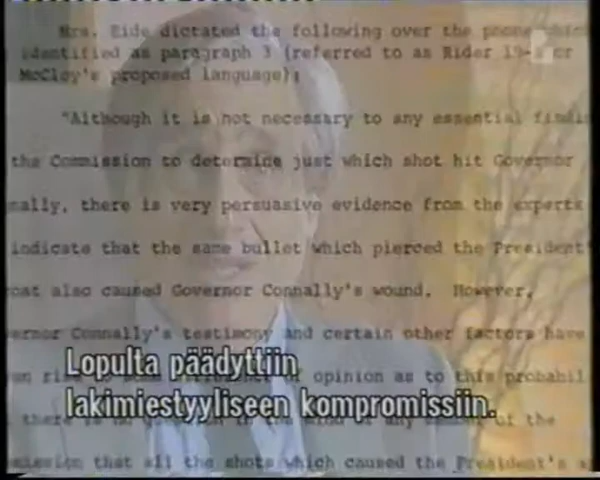 Mrs. Eide dictated the following over the phone which
identified as paragraph 3 (referred to as Rider 19- or
McCloy's proposed language):
"Although it is not necessary to any essential findin
the Commission to determine just which shot hit Governor
nally, there is very persuasive evidence from the experts
indicate that the same bullet which pierced the President'
oat also caused Governor Connally's wound. However,
ernor Connally's testimony and certain other factors have
opinion as to this probabil
Lopulta päädyttiin
lakimiestyyliseen kompromissiin.
there is no question in the mind of any member of the
mission that all the shots which caused the President's